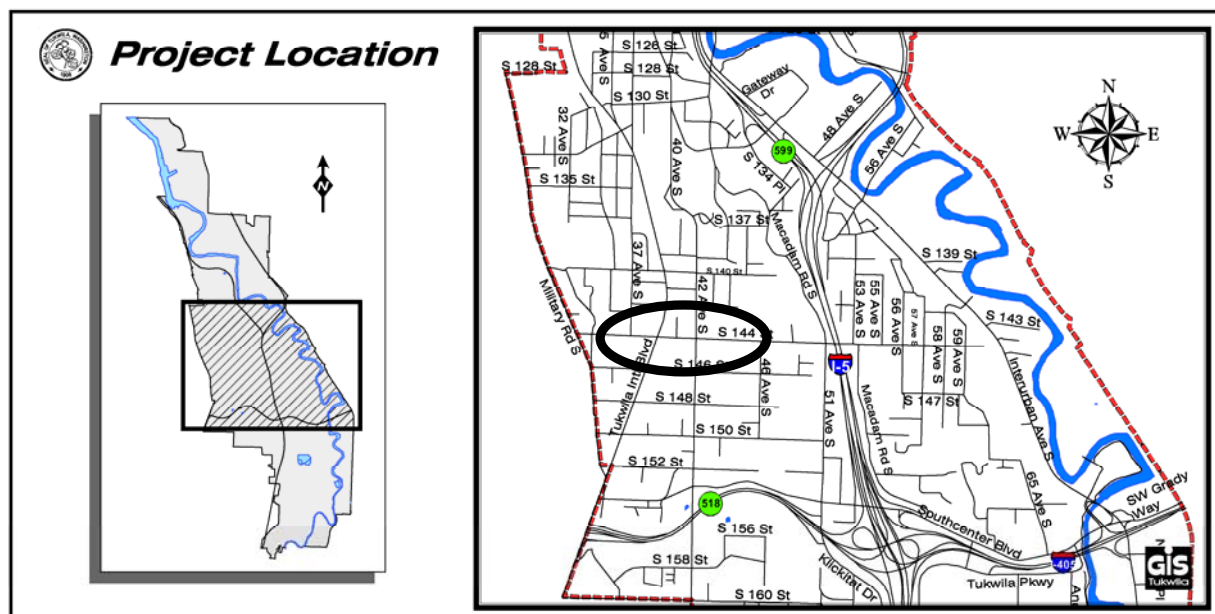 Project Location
1908
N
S 126 St
S 128 St
S 128 St
S 130 St
Gateway
Dr
48 Ave S
N
W
E
S
32 Ave S
40 Ave S
56 Ave S
599
S 134 Pl
S 135 St
S 137 St
Macadam Rd S
S 139 St
37 Ave S
S 140 St
42 Ave S
Military Rd S
53 Ave S
55 Ave S
56 Ave S
57 Ave S
58 Ave S
59 Ave S
S 143 St
S 144 St
Tukwila Intl Blvd
S 146 St
46 Ave S
I-5
Interurban Ave S
S 148 St
S 147 St
51 Ave S
Macadam Rd S
S 150 St
S 152 St
65 Ave S
SW Grady
Way
518
Southcenter Blvd
S 156 St
Klickitat Dr
S 158 St
-405
Tukwila Pkwy
S 160 St
GIS
Tukwila